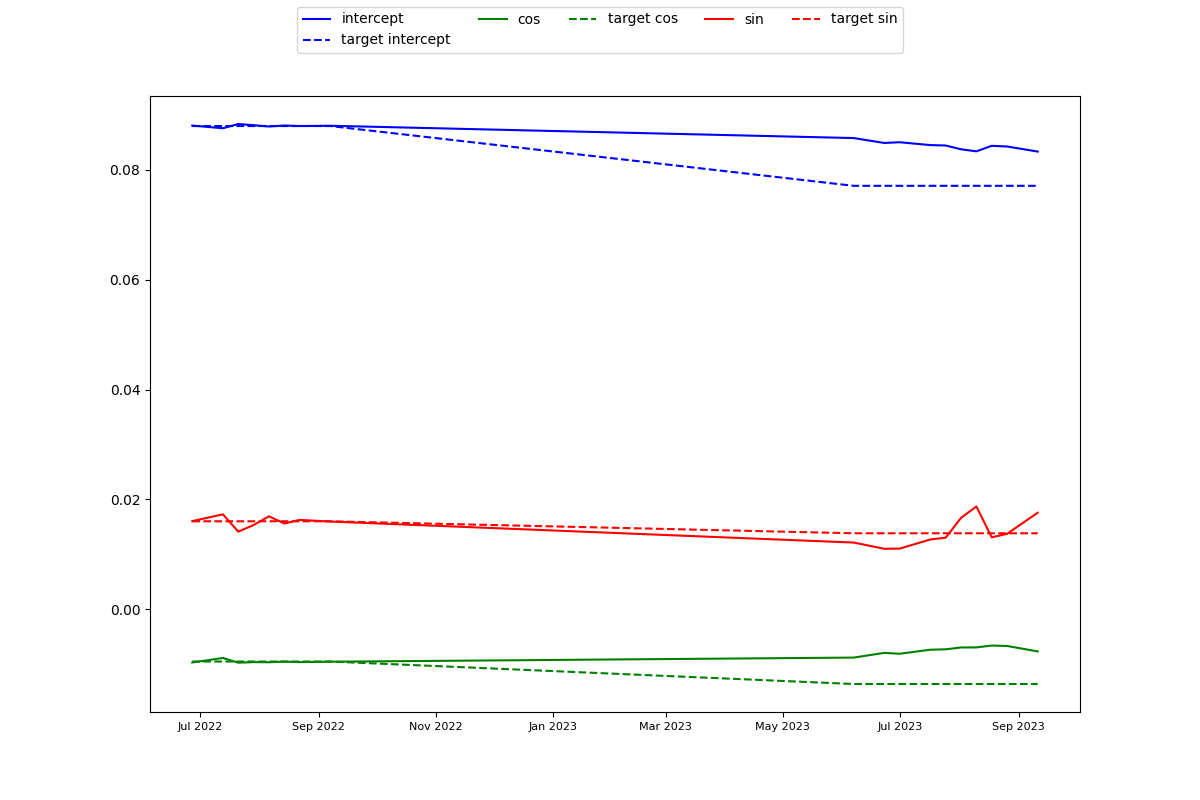 intercept cos target cos sin target sin
target intercept
0.08
0.06
0.04
0.02
0.00
Jul 2022 Sep 2022 Nov 2022 Jan 2023 Mar 2023 May 2023 Jul 2023 Sep 2023